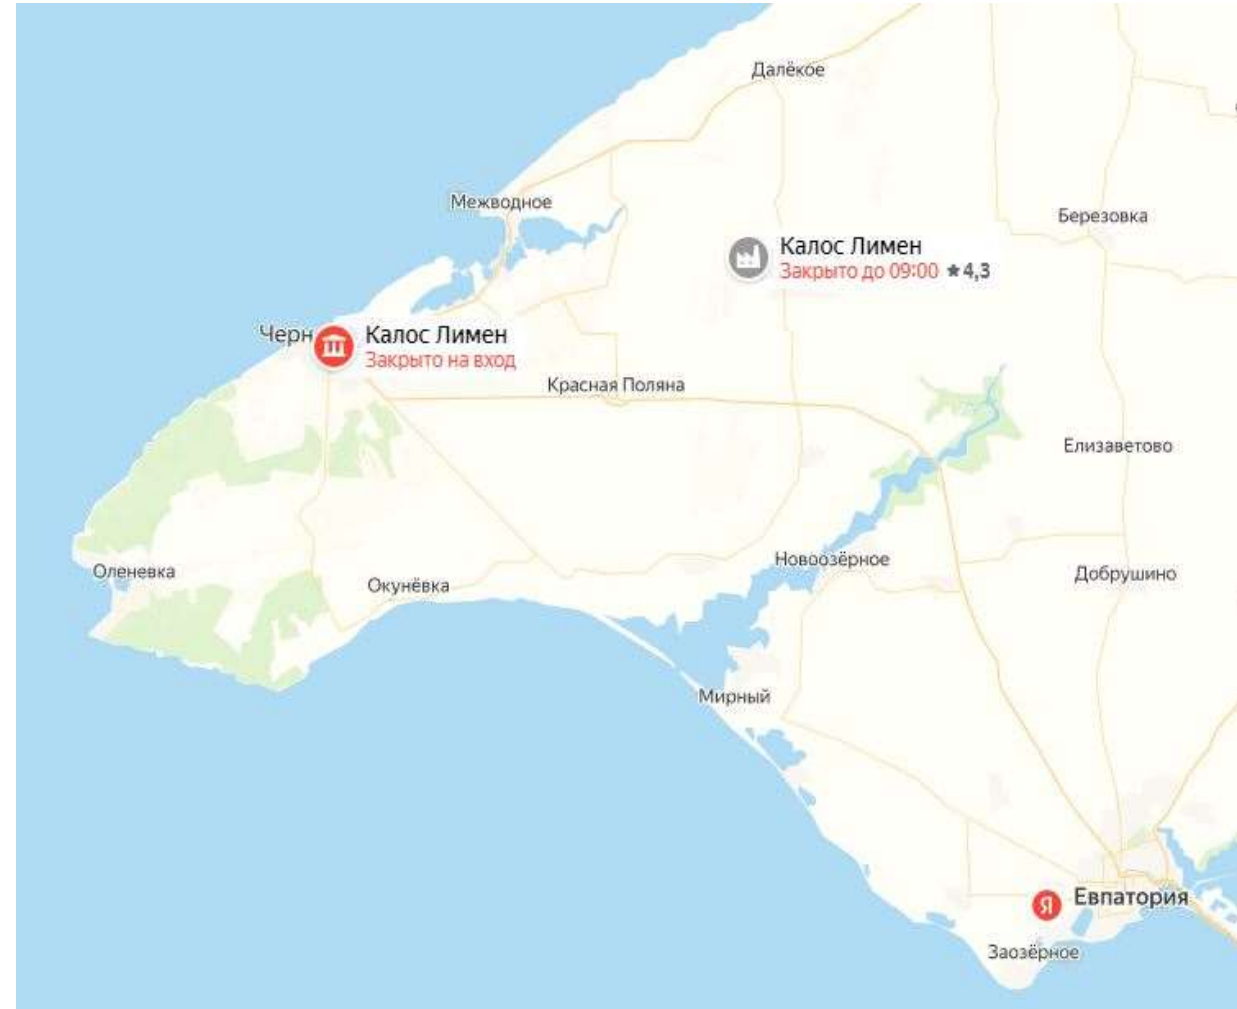 Далёкое
Межводное
Березовка
Калос Лимен
Закрыто до 09:00 ★4,3
Черн
Калос Лимен
Закрыто на вход
Красная Поляна
Елизаветово
Новоозёрное
Оленевка
Окунёвка
Добрушино
Мирный
Я
Евпатория
Заозёрное